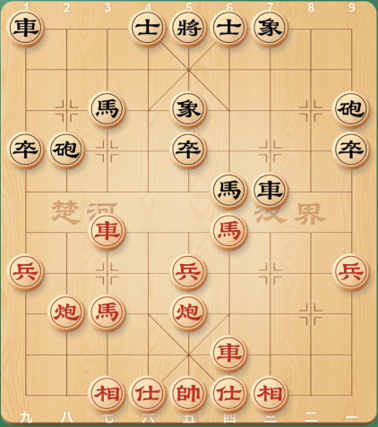 1 2 3 4 5 6 7 8 9
車 士 將 士 象
馬 象 砲
卒 砲 卒 卒
馬 車
楚河 汉界
車 馬
兵 兵 兵
炮 馬 炮
車
相 仕 帥 仕 相
九 八 七 六 五 四 三 二 一